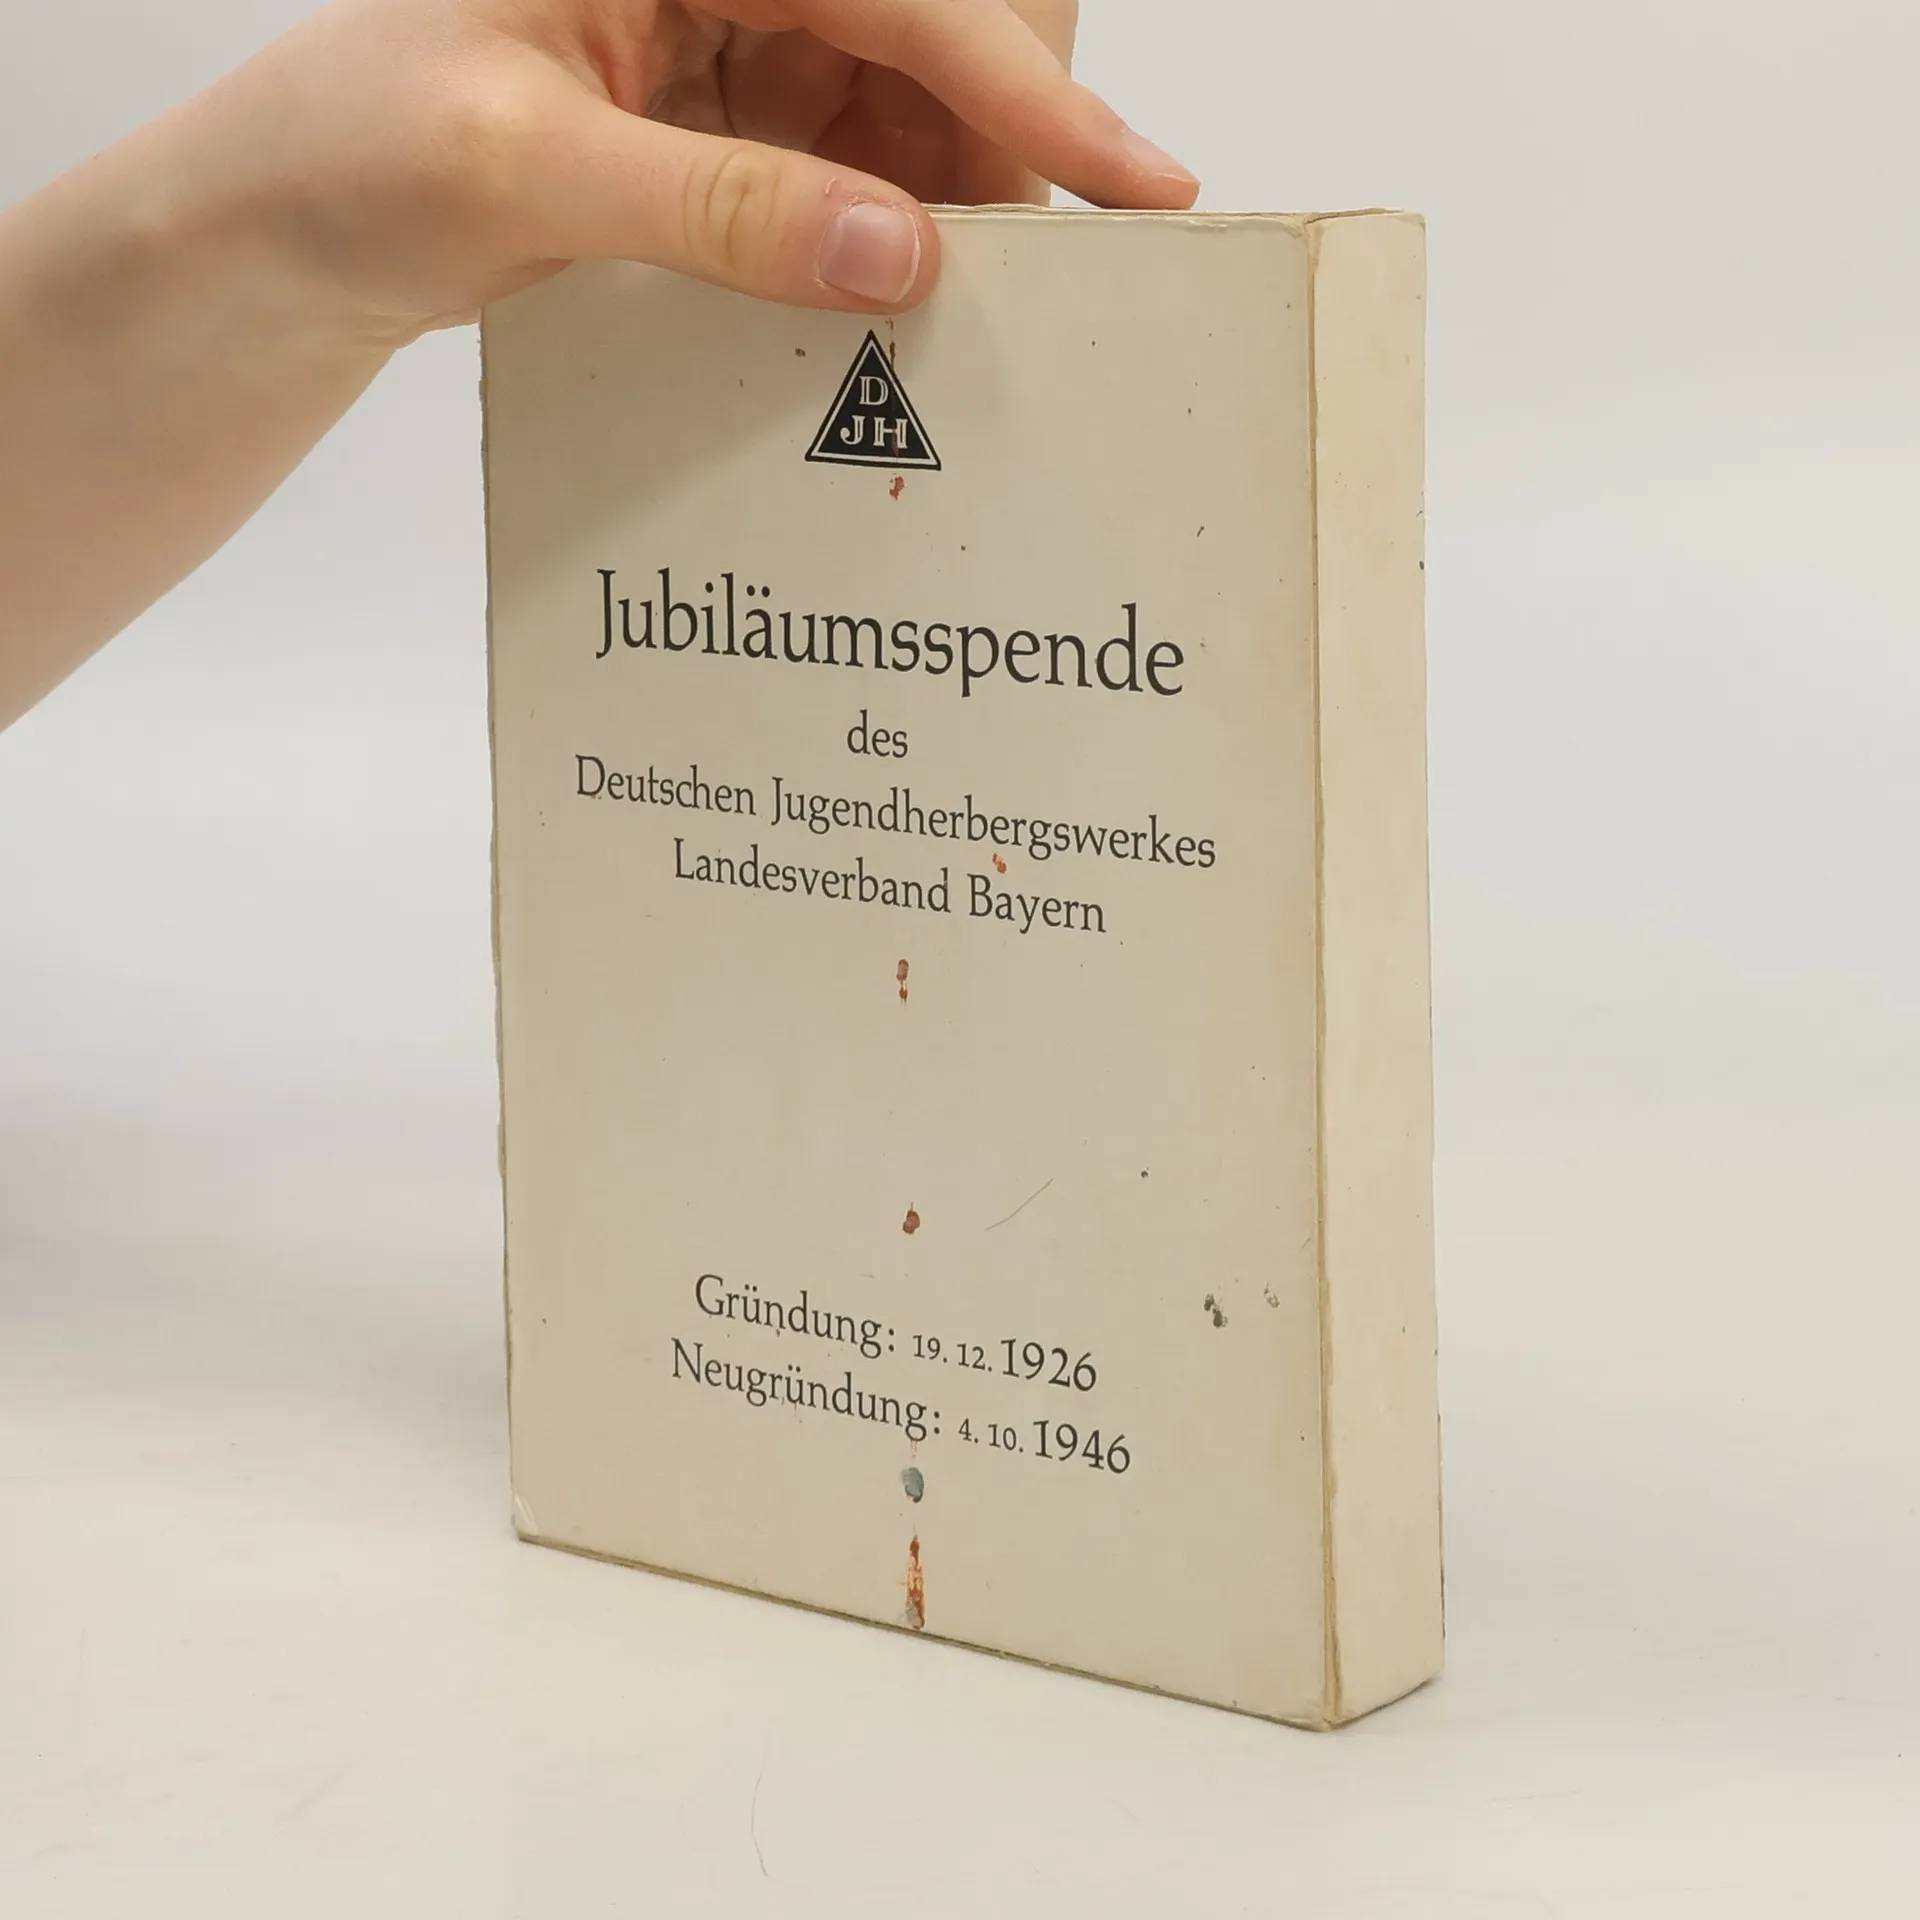 D
JH
Jubiläumsspende
des
Deutschen Jugendherbergswerkes
Landesverband Bayern
Gründung: 19. 12. 1926
Neugründung: 4. 10. 1946